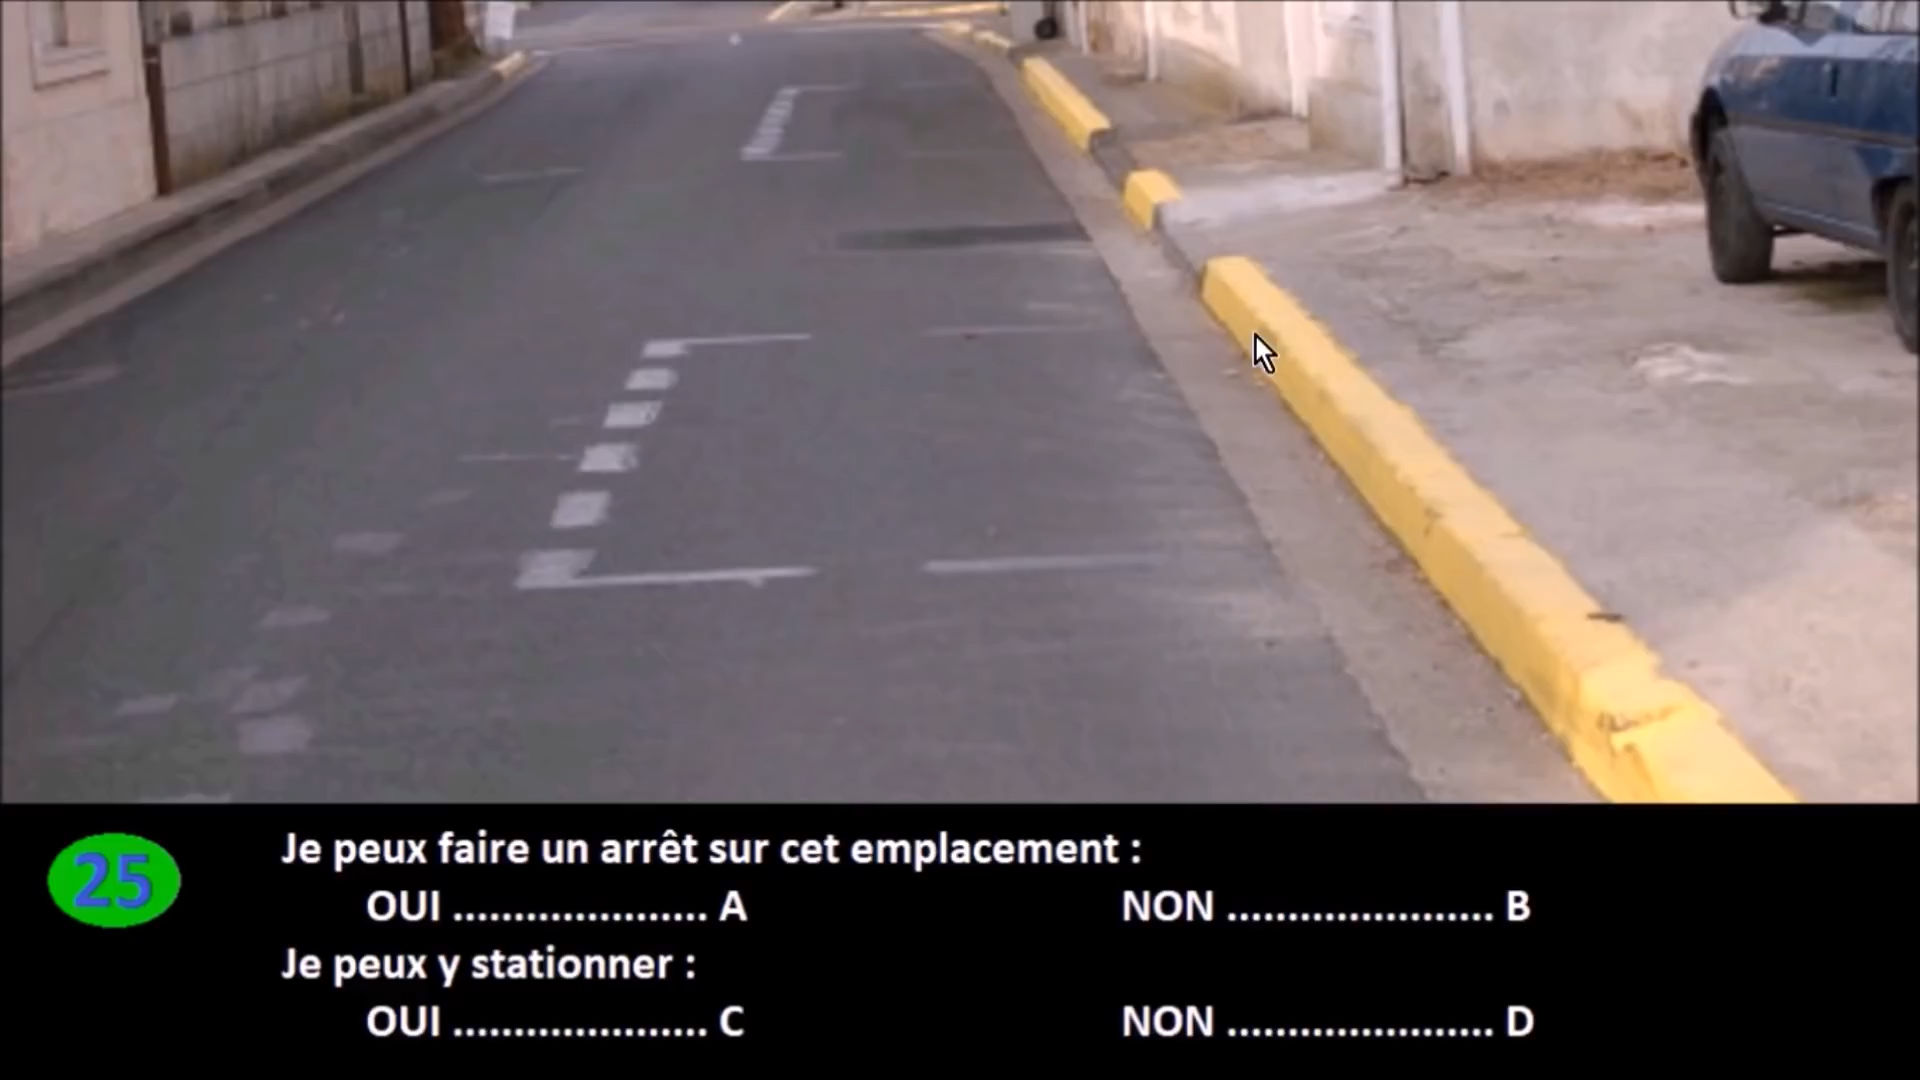 25
Je peux faire un arrêt sur cet emplacement :
OUI ..................... A
NON ...................... B
Je peux y stationner :
OUI ..................... C
NON ...................... D